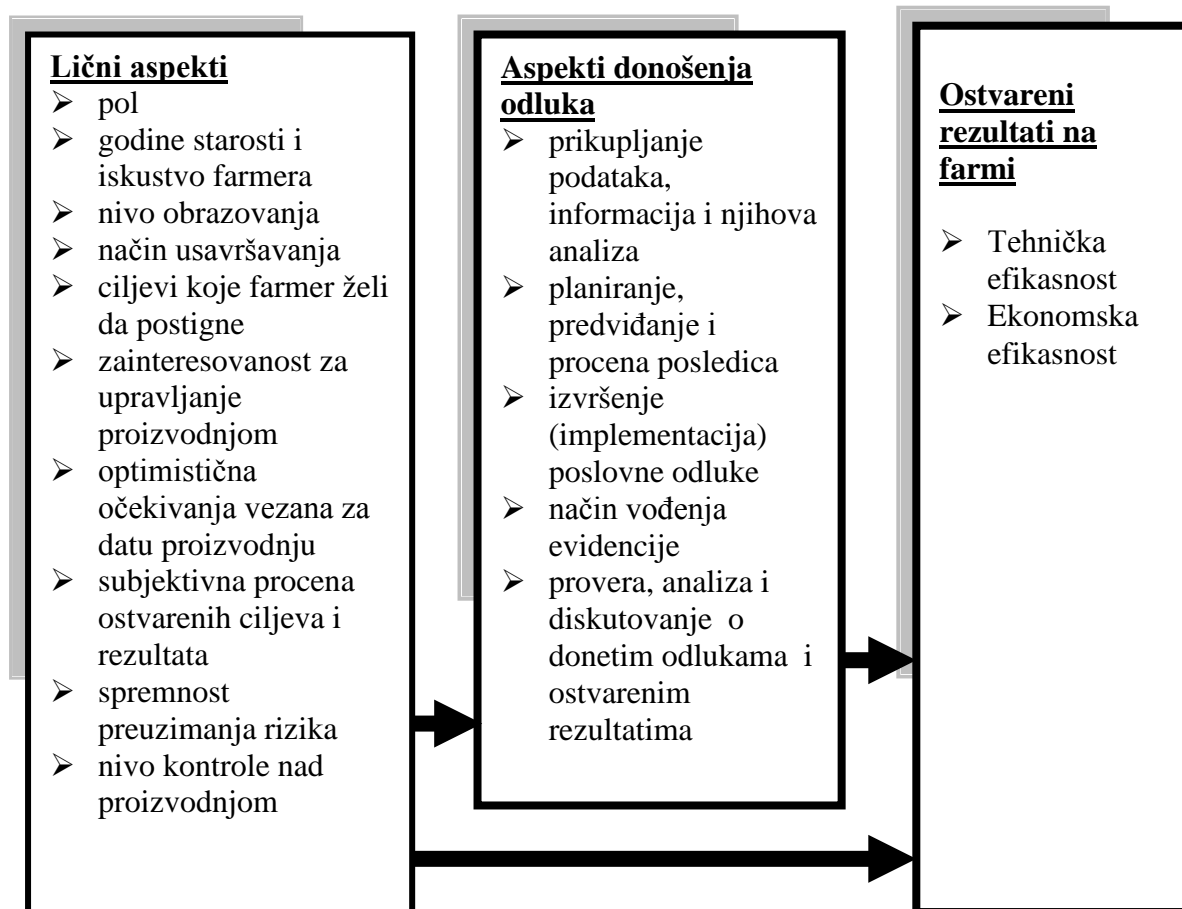 Lični aspekti
➢ pol
➢ godine starosti i
iskustvo farmera
➢ nivo obrazovanja
➢ način usavršavanja
➢ ciljevi koje farmer želi
da postigne
➢ zainteresovanost za
upravljanje
proizvodnjom
➢ optimistična
očekivanja vezana za
datu proizvodnju
➢ subjektivna procena
ostvarenih ciljeva i
rezultata
➢ spremnost
preuzimanja rizika
➢ nivo kontrole nad
proizvodnjom
Aspekti donošenja
odluka
➢ prikupljanje
podataka,
informacija i njihova
analiza
➢ planiranje,
predviđanje i
procena posledica
➢ izvršenje
(implementacija)
poslovne odluke
➢ način vođenja
evidencije
➢ provera, analiza i
diskutovanje o
donetim odlukama i
ostvarenim
rezultatima
Ostvareni
rezultati na
farmi
➢ Tehnička
efikasnost
➢ Ekonomska
efikasnost